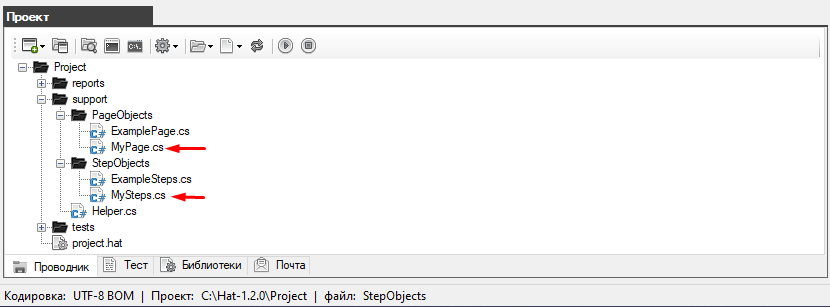 Проект
Project
reports
support
PageObjects
ExamplePage.cs
MyPage.cs
StepObjects
ExampleSteps.cs
MySteps.cs
Helper.cs
tests
project.hat
Проводник Тест Библиотеки Почта
Кодировка: UTF-8 BOM | Проект: C:\Hat-1.2.0\Project | файл: StepObjects